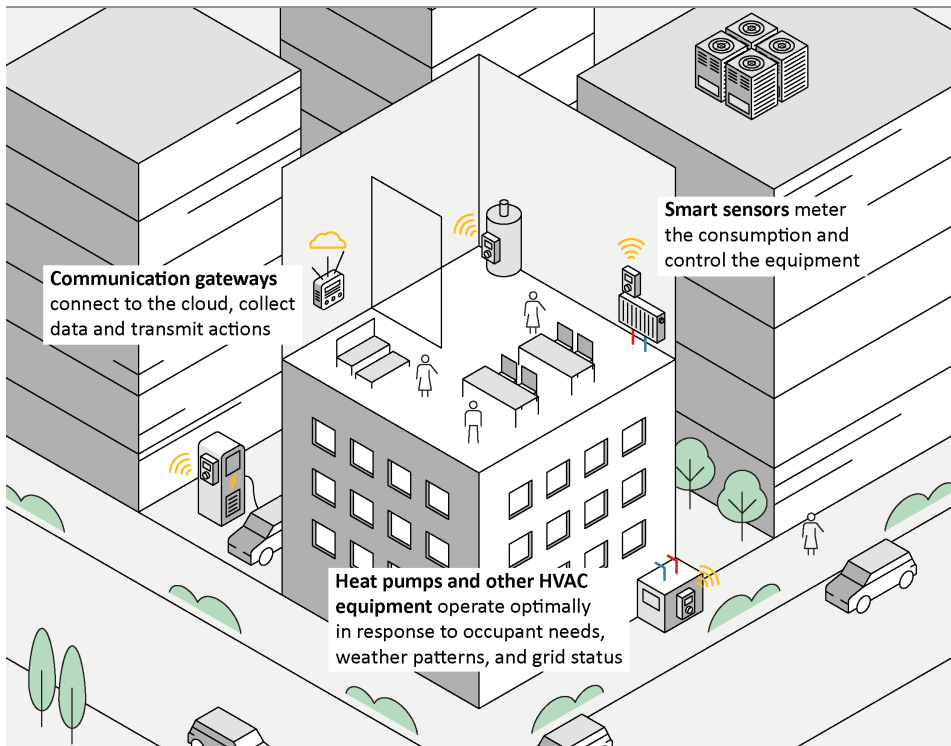 Smart sensors meter
the consumption and
control the equipment
Communication gateways
connect to the cloud, collect
data and transmit actions
Heat pumps and other HVAC
equipment operate optimally
in response to occupant needs,
weather patterns, and grid status